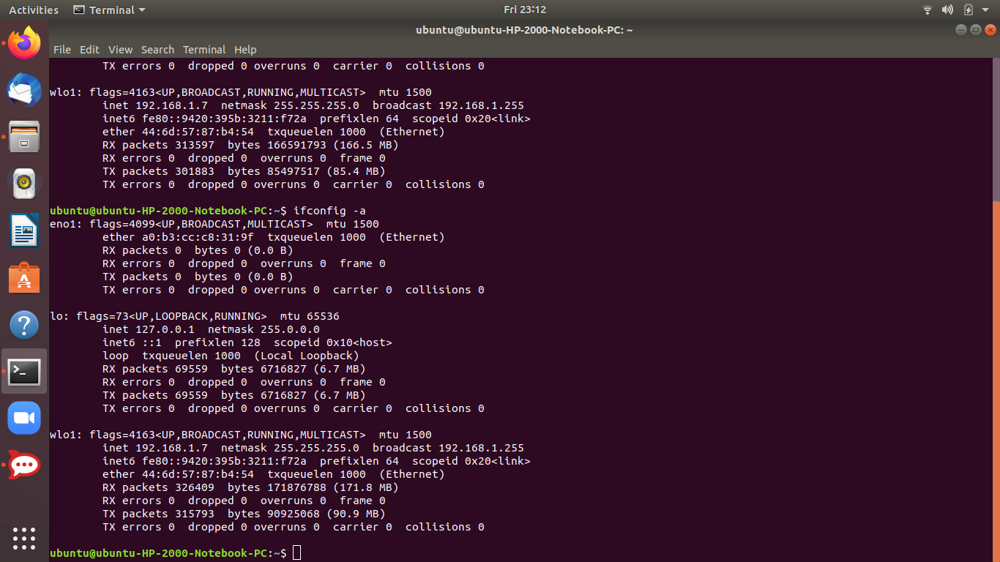 Activities Terminal Fri 23:12
ubuntu@ubuntu-HP-2000-Notebook-PC: ~
File Edit View Search Terminal Help
TX errors 0  dropped 0 overruns 0  carrier 0  collisions 0
wlo1: flags=4163<UP,BROADCAST,RUNNING,MULTICAST>  mtu 1500
inet 192.168.1.7  netmask 255.255.255.0  broadcast 192.168.1.255
inet6 fe80::9420:395b:3211:f72a  prefixlen 64  scopeid 0x20<link>
ether 44:6d:57:87:b4:54  txqueuelen 1000  (Ethernet)
RX packets 313597  bytes 166591793 (166.5 MB)
RX errors 0  dropped 0  overruns 0  frame 0
TX packets 301883  bytes 85497517 (85.4 MB)
TX errors 0  dropped 0 overruns 0  carrier 0  collisions 0
ubuntu@ubuntu-HP-2000-Notebook-PC:~$ ifconfig -a
eno1: flags=4099<UP,BROADCAST,MULTICAST>  mtu 1500
ether a0:b3:cc:c8:31:9f  txqueuelen 1000  (Ethernet)
RX packets 0  bytes 0 (0.0 B)
RX errors 0  dropped 0  overruns 0  frame 0
TX packets 0  bytes 0 (0.0 B)
TX errors 0  dropped 0 overruns 0  carrier 0  collisions 0
lo: flags=73<UP,LOOPBACK,RUNNING>  mtu 65536
inet 127.0.0.1  netmask 255.0.0.0
inet6 ::1  prefixlen 128  scopeid 0x10<host>
loop  txqueuelen 1000  (Local Loopback)
RX packets 69559  bytes 6716827 (6.7 MB)
RX errors 0  dropped 0  overruns 0  frame 0
TX packets 69559  bytes 6716827 (6.7 MB)
TX errors 0  dropped 0 overruns 0  carrier 0  collisions 0
wlo1: flags=4163<UP,BROADCAST,RUNNING,MULTICAST>  mtu 1500
inet 192.168.1.7  netmask 255.255.255.0  broadcast 192.168.1.255
inet6 fe80::9420:395b:3211:f72a  prefixlen 64  scopeid 0x20<link>
ether 44:6d:57:87:b4:54  txqueuelen 1000  (Ethernet)
RX packets 326409  bytes 171876788 (171.8 MB)
RX errors 0  dropped 0  overruns 0  frame 0
TX packets 315793  bytes 90925068 (90.9 MB)
TX errors 0  dropped 0 overruns 0  carrier 0  collisions 0
ubuntu@ubuntu-HP-2000-Notebook-PC:~$